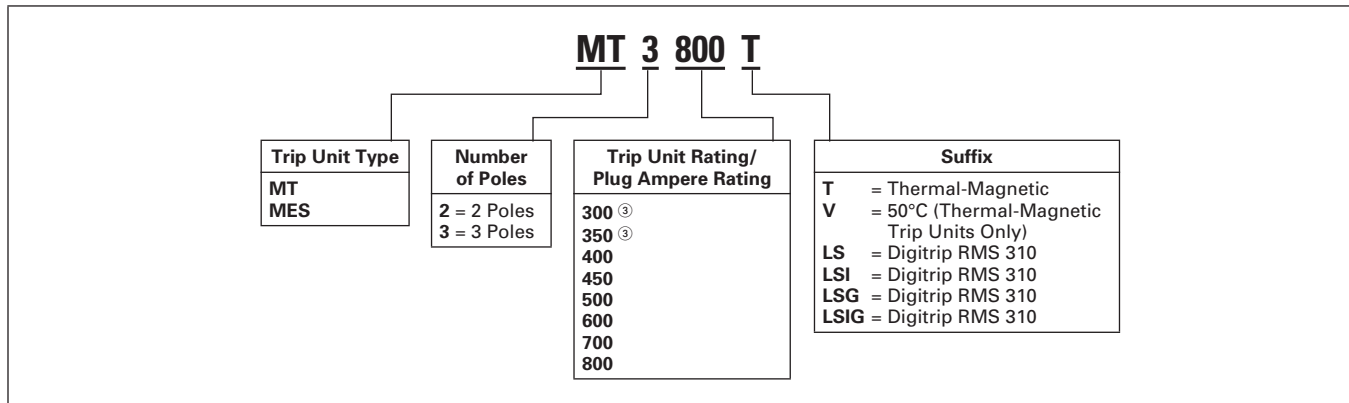 MT 3 800 T
Trip Unit Type
MT
MES
Number
of Poles
2 = 2 Poles
3 = 3 Poles
Trip Unit Rating/
Plug Ampere Rating
300 ③
350 ③
400
450
500
600
700
800
Suffix
T = Thermal-Magnetic
V = 50°C (Thermal-Magnetic
Trip Units Only)
LS = Digitrip RMS 310
LSI = Digitrip RMS 310
LSG = Digitrip RMS 310
LSIG = Digitrip RMS 310